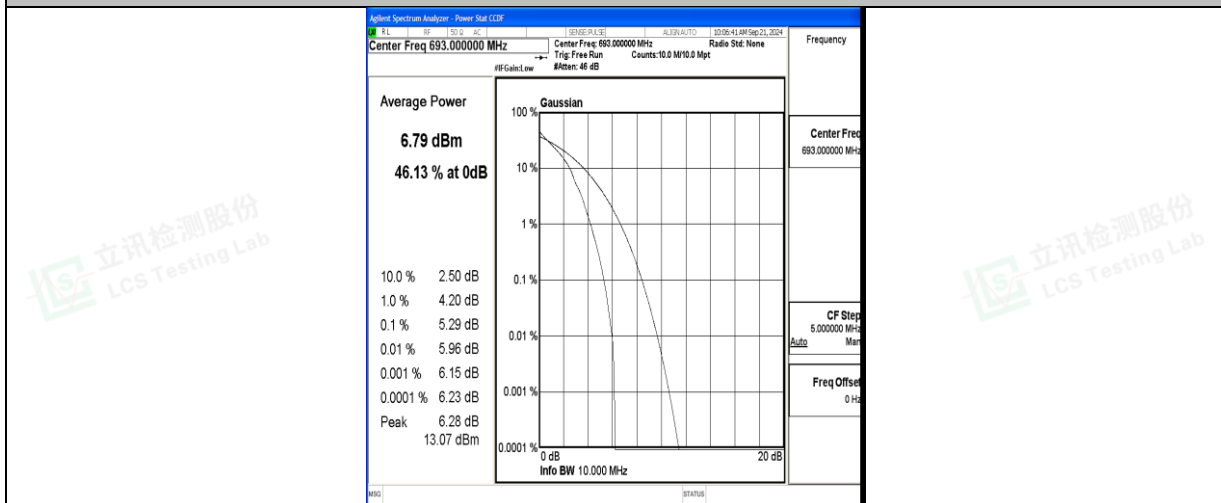 Agilent Spectrum Analyzer - Power Stat CCDF
RL RF 50 Ω AC SENSE:PULSE ALIGN AUTO 10:06:41 AM Sep 21, 2024
Center Freq 693.000000 MHz
Center Freq: 693.000000 MHz Radio Std: None
Trig: Free Run Counts:10.0 M/10.0 Mpt
#IFGain:Low #Atten: 46 dB
Frequency
Average Power
6.79 dBm
46.13 % at 0dB
10.0 % 2.50 dB
1.0 % 4.20 dB
0.1 % 5.29 dB
0.01 % 5.96 dB
0.001 % 6.15 dB
0.0001 % 6.23 dB
Peak 6.28 dB
13.07 dBm
Gaussian
100 %
10 %
1 %
0.1 %
0.01 %
0.001 %
0.0001 %
0 dB 20 dB
Info BW 10.000 MHz
Center Freq
693.000000 MHz
CF Step
5.000000 MHz
Auto Man
Freq Offset
0 Hz
MSG STATUS
立讯检测股份
LCS Testing Lab
立讯检测股份
LCS Testing Lab